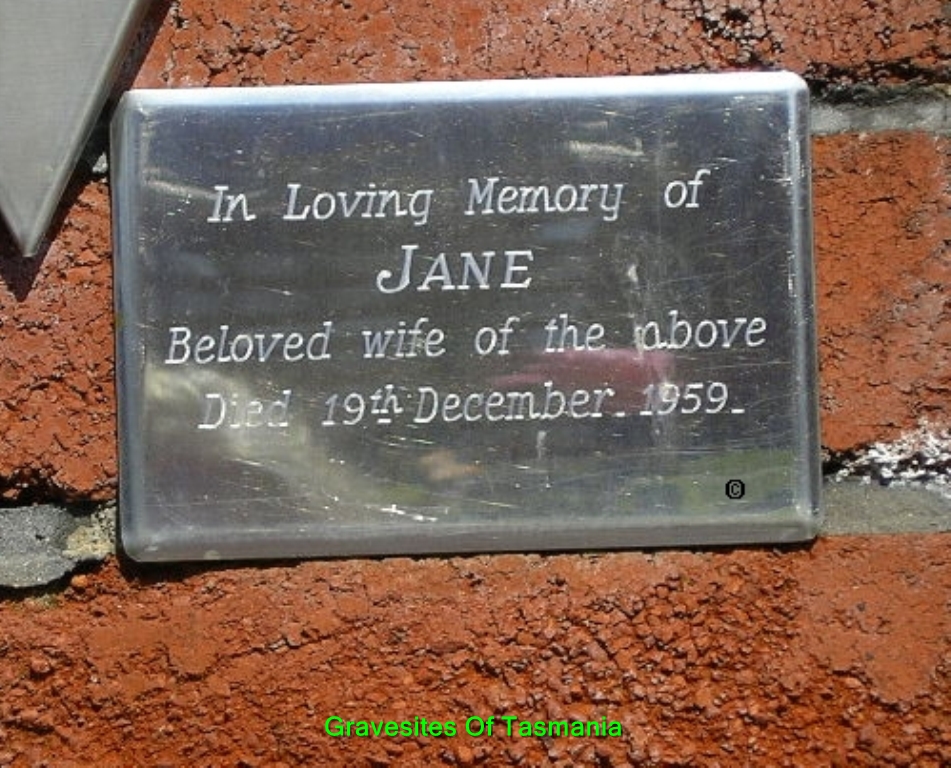 In Loving Memory of
JANE
Beloved wife of the above
Died 19th December. 1959.
©
Gravesites Of Tasmania